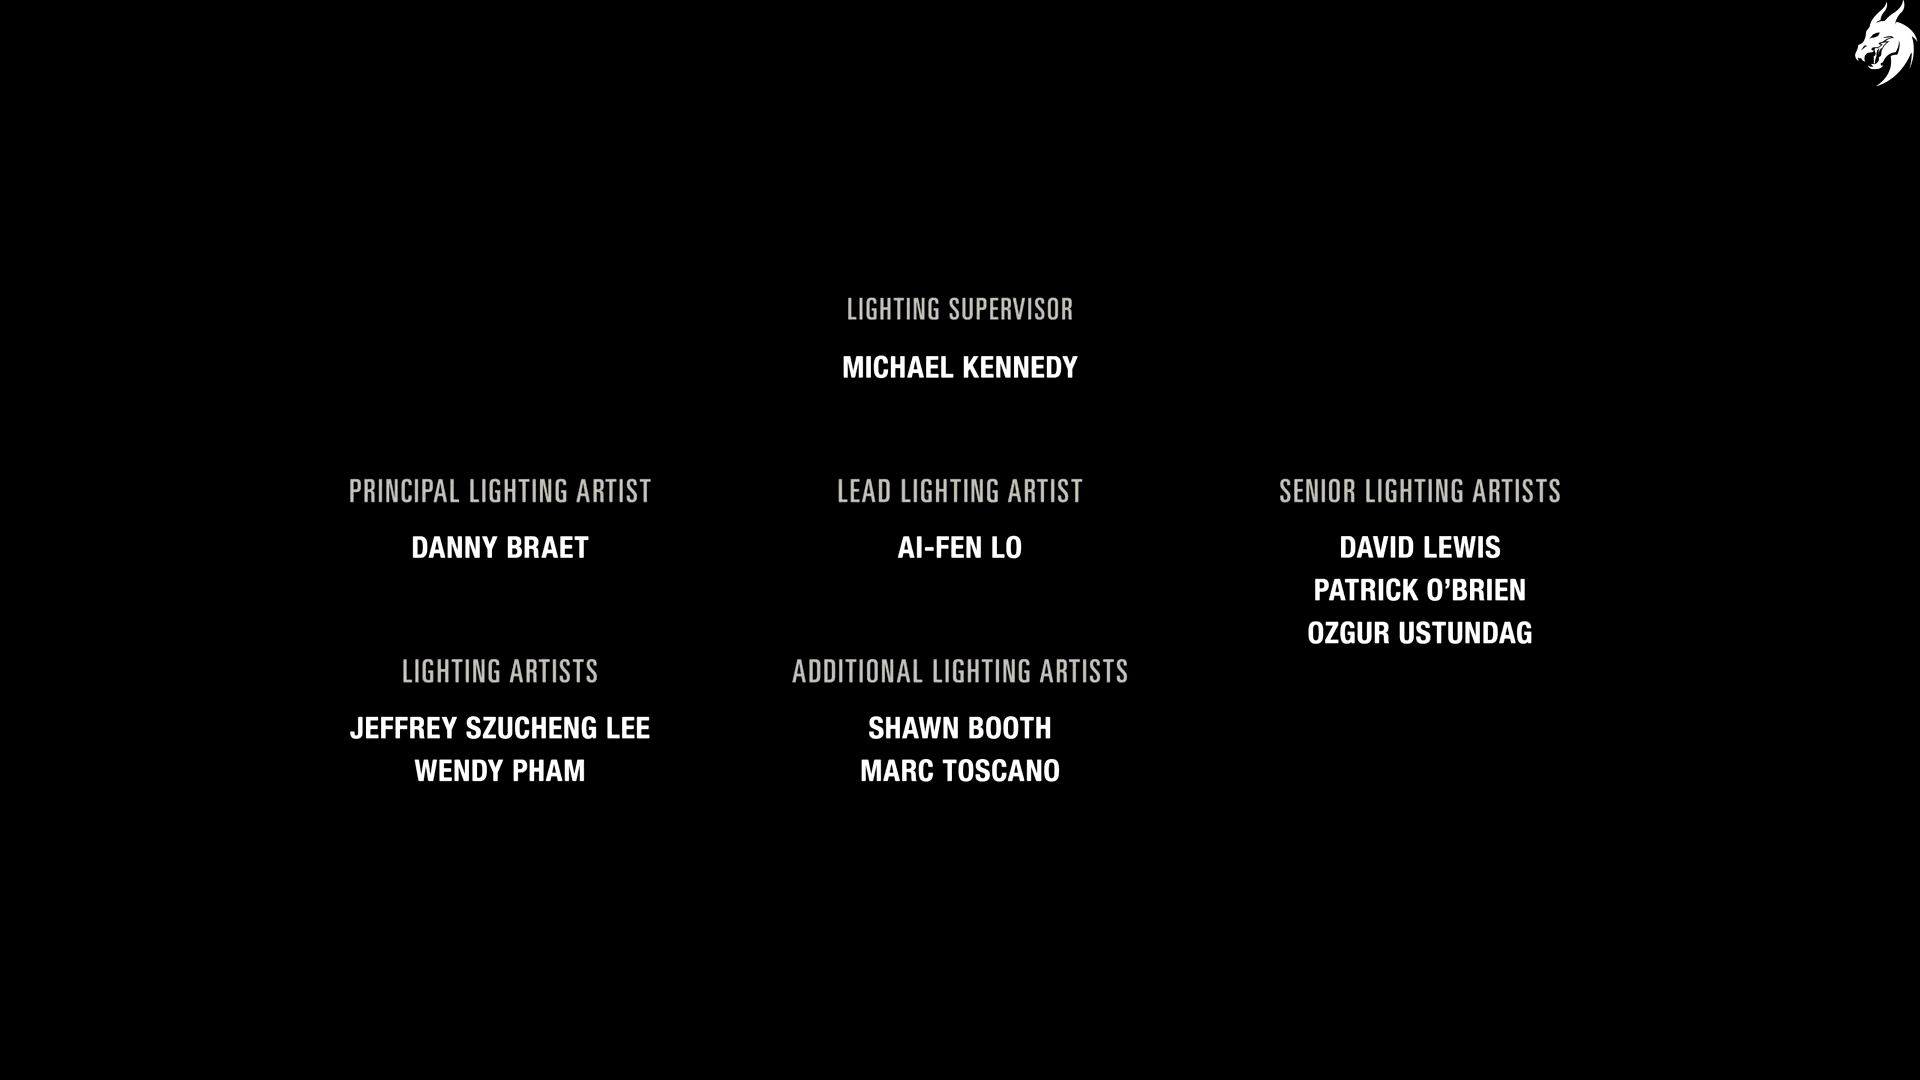 LIGHTING SUPERVISOR
MICHAEL KENNEDY
PRINCIPAL LIGHTING ARTIST
DANNY BRAET
LEAD LIGHTING ARTIST
AI-FEN LO
SENIOR LIGHTING ARTISTS
DAVID LEWIS
PATRICK O’BRIEN
OZGUR USTUNDAG
LIGHTING ARTISTS
JEFFREY SZUCHENG LEE
WENDY PHAM
ADDITIONAL LIGHTING ARTISTS
SHAWN BOOTH
MARC TOSCANO